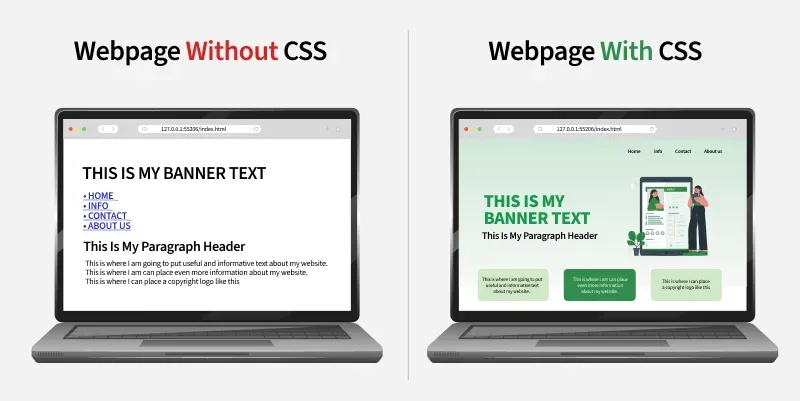 Webpage Without CSS
127.0.0.1:55206/index.html
THIS IS MY BANNER TEXT
• HOME
• INFO
• CONTACT
• ABOUT US
This Is My Paragraph Header
This is where I am going to put useful and informative text about my website.
This is where I am can place even more information about my website.
This is where I can place a copyright logo like this
Webpage With CSS
127.0.0.1:55206/index.html
Home Info Contact About us
THIS IS MY
BANNER TEXT
This Is My Paragraph Header
This is where I am going to put
useful and informative text
about my website.
This is where I am can place
even more information
about my website.
This is where I can place
a copyright logo like this